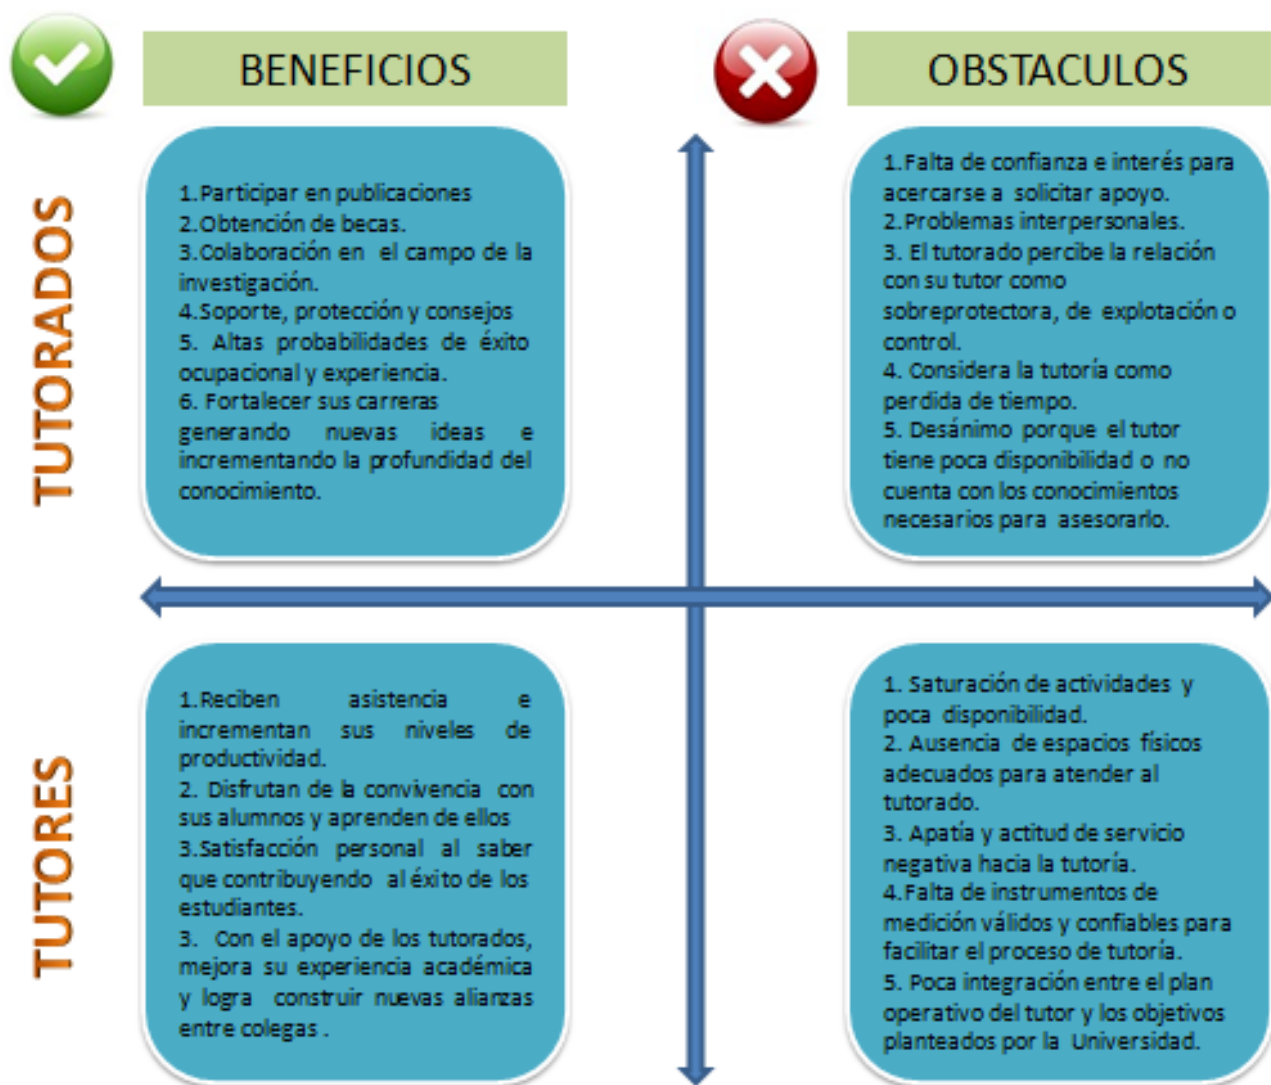 BENEFICIOS
OBSTACULOS
TUTORADOS
1.Participar en publicaciones
2.Obtención de becas.
3.Colaboración en el campo de la
investigación.
4.Soporte, protección y consejos
5. Altas probabilidades de éxito
ocupacional y experiencia.
6. Fortalecer sus carreras
generando nuevas ideas e
incrementando la profundidad del
conocimiento.
1.Falta de confianza e interés para
acercarse a solicitar apoyo.
2.Problemas interpersonales.
3. El tutorado percibe la relación
con su tutor como
sobreprotectora, de explotación o
control.
4. Considera la tutoría como
perdida de tiempo.
5. Desánimo porque el tutor
tiene poca disponibilidad o no
cuenta con los conocimientos
necesarios para asesorarlo.
TUTORES
1.Reciben asistencia e
incrementan sus niveles de
productividad.
2. Disfrutan de la convivencia con
sus alumnos y aprenden de ellos
3.Satisfacción personal al saber
que contribuyendo al éxito de los
estudiantes.
3. Con el apoyo de los tutorados,
mejora su experiencia académica
y logra construir nuevas alianzas
entre colegas .
1. Saturación de actividades y
poca disponibilidad.
2. Ausencia de espacios físicos
adecuados para atender al
tutorado.
3. Apatía y actitud de servicio
negativa hacia la tutoría.
4.Falta de instrumentos de
medición válidos y confiables para
facilitar el proceso de tutoría.
5. Poca integración entre el plan
operativo del tutor y los objetivos
planteados por la Universidad.